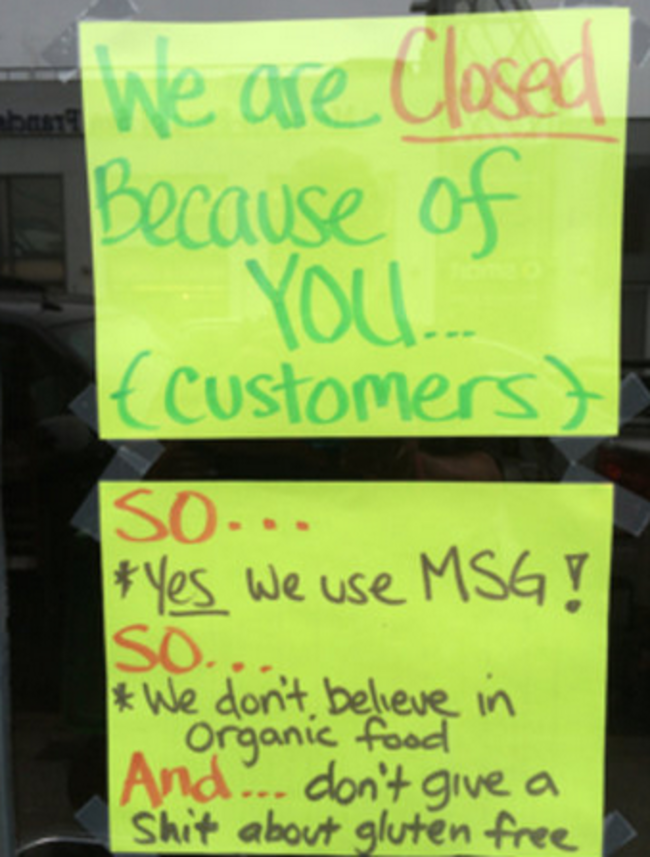 We are Closed
Because of
YOU...
{customers}
SO...
*Yes we use MSG!
SO...
*We don't believe in
Organic food
And... don't give a
Shit about gluten free